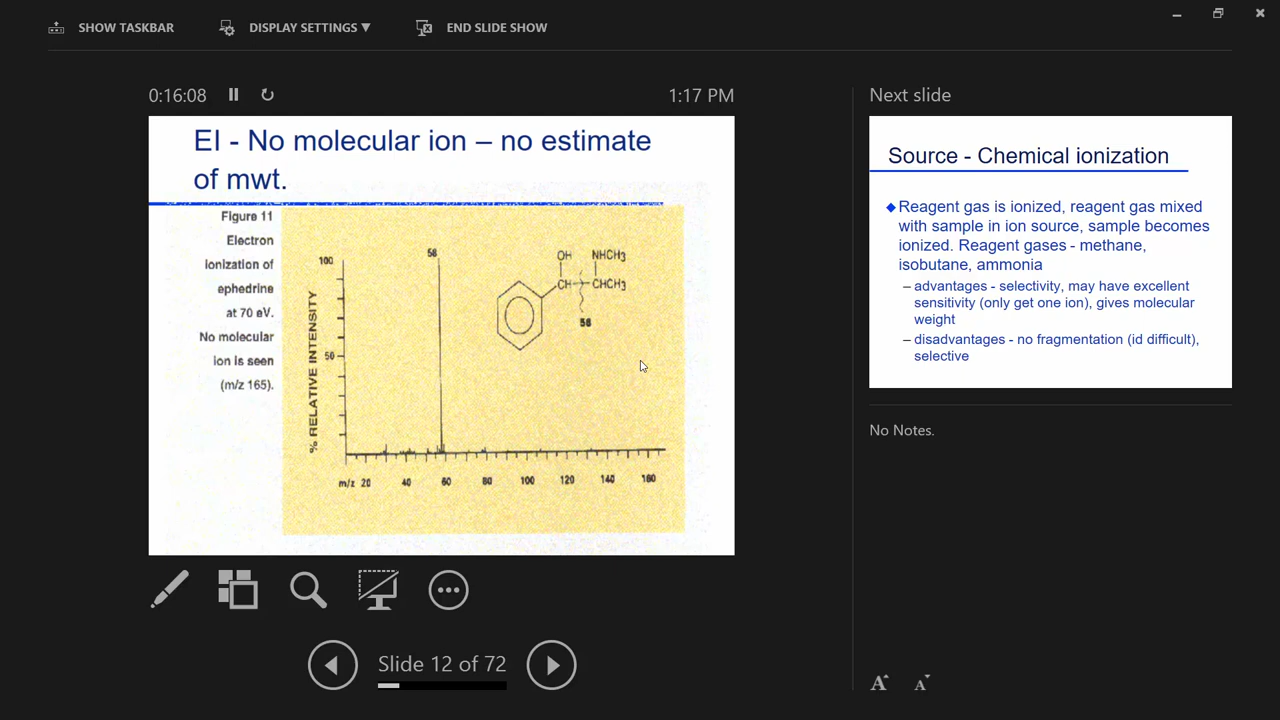 SHOW TASKBAR
DISPLAY SETTINGS ▼
END SLIDE SHOW
0:16:08
1:17 PM
EI - No molecular ion – no estimate
of mwt.
Figure 11
Electron
ionization of
ephedrine
at 70 eV.
No molecular
ion is seen
(m/z 165).
% RELATIVE INTENSITY
100
50
58
OH NHCH3
CH CHCH3
58
m/z 20 40 60 80 100 120 140 160
Slide 12 of 72
Next slide
Source - Chemical ionization
◆Reagent gas is ionized, reagent gas mixed
with sample in ion source, sample becomes
ionized. Reagent gases - methane,
isobutane, ammonia
– advantages - selectivity, may have excellent
sensitivity (only get one ion), gives molecular
weight
– disadvantages - no fragmentation (id difficult),
selective
No Notes.
A A